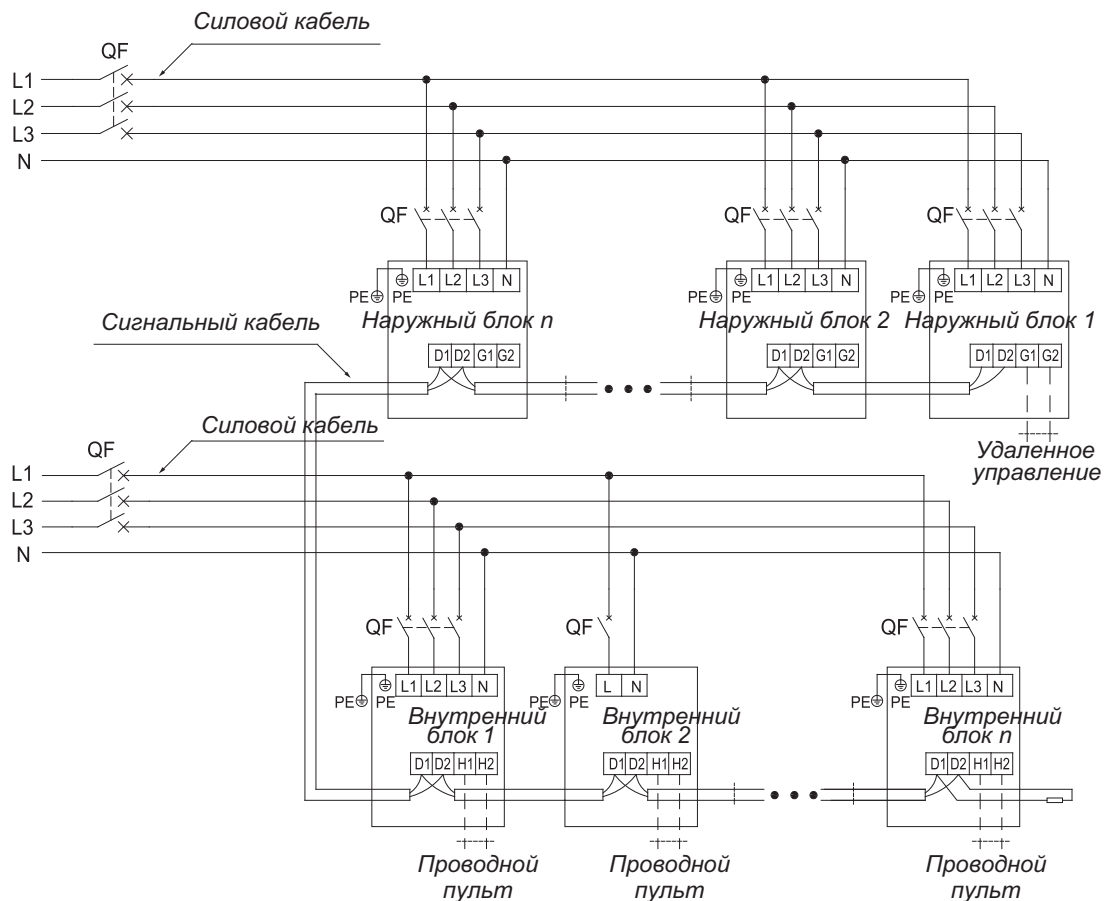 Силовой кабель
QF
L1
L2
L3
N
QF
QF
QF
L1 L2 L3 N
L1 L2 L3 N
L1 L2 L3 N
PE PE
PE PE
PE PE
Наружный блок n
Наружный блок 2
Наружный блок 1
Сигнальный кабель
D1 D2 G1 G2
D1 D2 G1 G2
D1 D2 G1 G2
Удаленное
управление
Силовой кабель
QF
L1
L2
L3
N
QF
QF
QF
L1 L2 L3 N
L N
L1 L2 L3 N
PE PE
PE PE
PE PE
Внутренний
блок 1
Внутренний
блок 2
Внутренний
блок n
D1 D2 H1 H2
D1 D2 H1 H2
D1 D2 H1 H2
Проводной
пульт
Проводной
пульт
Проводной
пульт